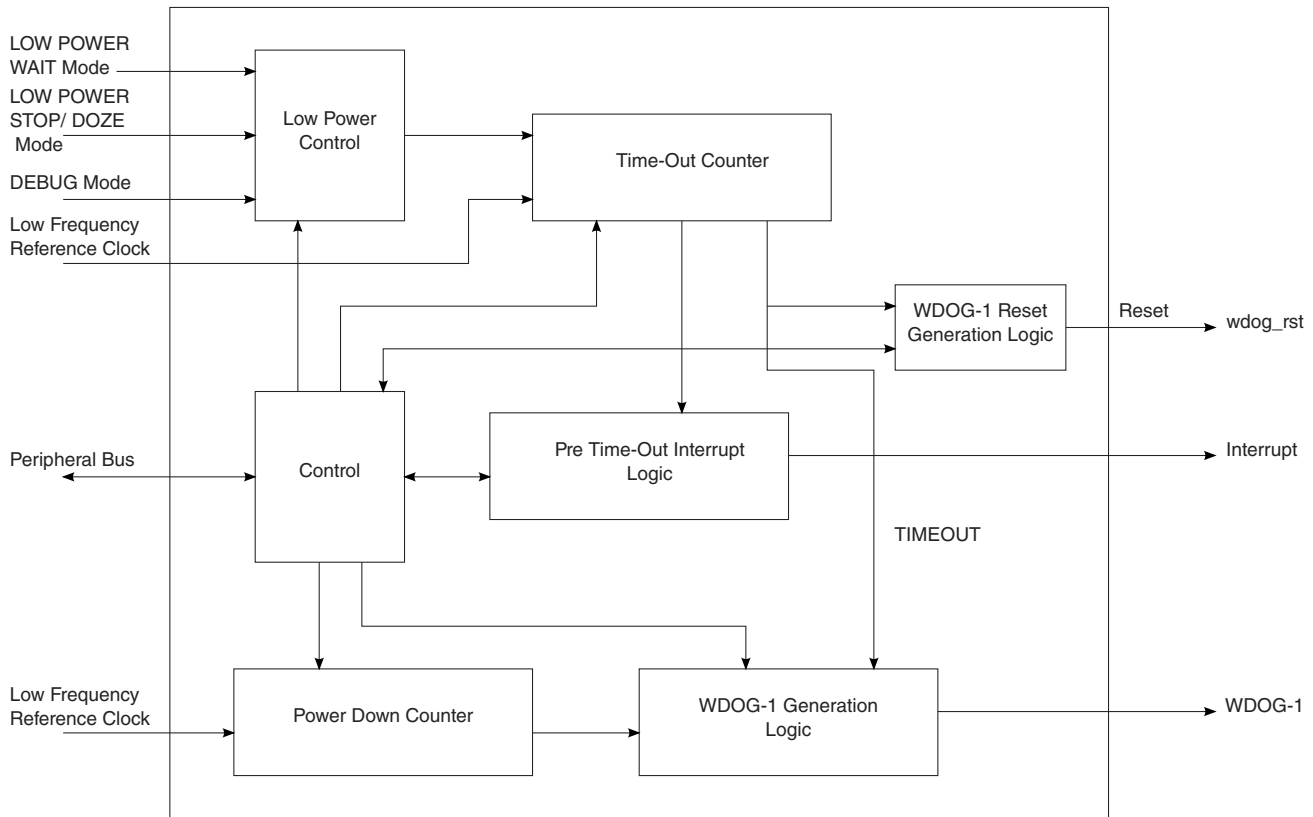 LOW POWER
WAIT Mode
LOW POWER
STOP/ DOZE
Mode
DEBUG Mode
Low Frequency
Reference Clock
Low Power
Control
Time-Out Counter
WDOG-1 Reset
Generation Logic
Reset
wdog_rst
Peripheral Bus
Control
Pre Time-Out Interrupt
Logic
Interrupt
TIMEOUT
Low Frequency
Reference Clock
Power Down Counter
WDOG-1 Generation
Logic
WDOG-1